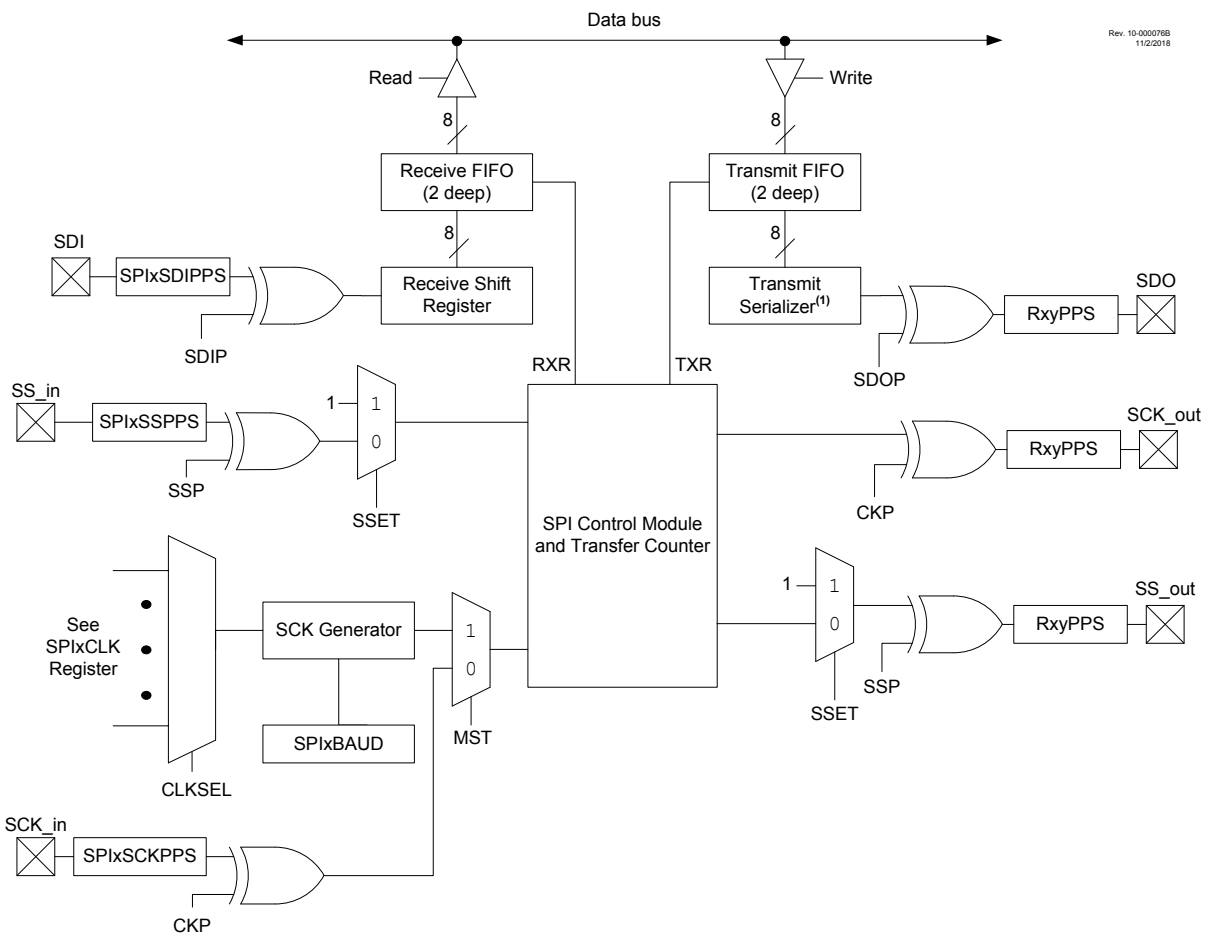 Data bus
Rev. 10-000076B
11/2/2018
Read
Write
8
8
Receive FIFO
(2 deep)
Transmit FIFO
(2 deep)
8
8
SDI
SPIxSDIPPS
Receive Shift
Register
Transmit
Serializer(1)
SDO
RxyPPS
SDIP
SDOP
RXR
TXR
SS_in
SPIxSSPPS
1
1
0
SSP
SSET
SCK_out
RxyPPS
CKP
SPI Control Module
and Transfer Counter
See
SPIxCLK
Register
SCK Generator
1
0
SPIxBAUD
MST
CLKSEL
1
1
0
SS_out
RxyPPS
SSP
SSET
SCK_in
SPIxSCKPPS
CKP